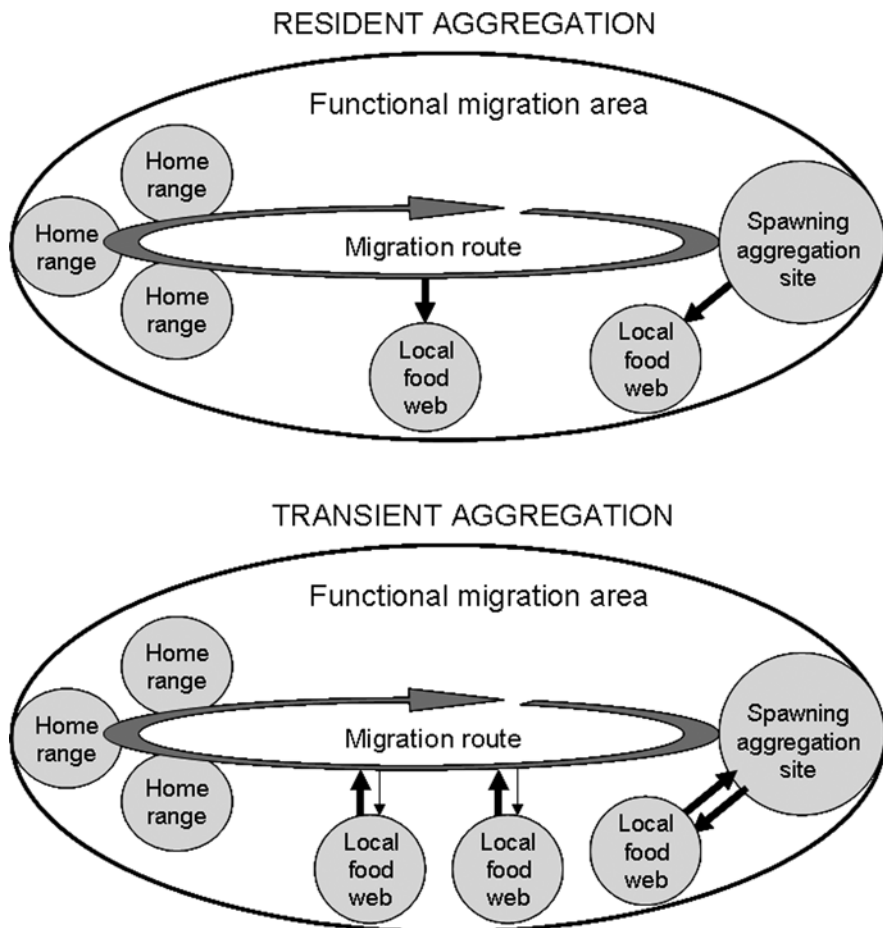 RESIDENT AGGREGATION
Functional migration area
Home
range
Home
range
Home
range
Migration route
Spawning
aggregation
site
Local
food
web
Local
food
web
TRANSIENT AGGREGATION
Functional migration area
Home
range
Home
range
Home
range
Migration route
Spawning
aggregation
site
Local
food
web
Local
food
web
Local
food
web